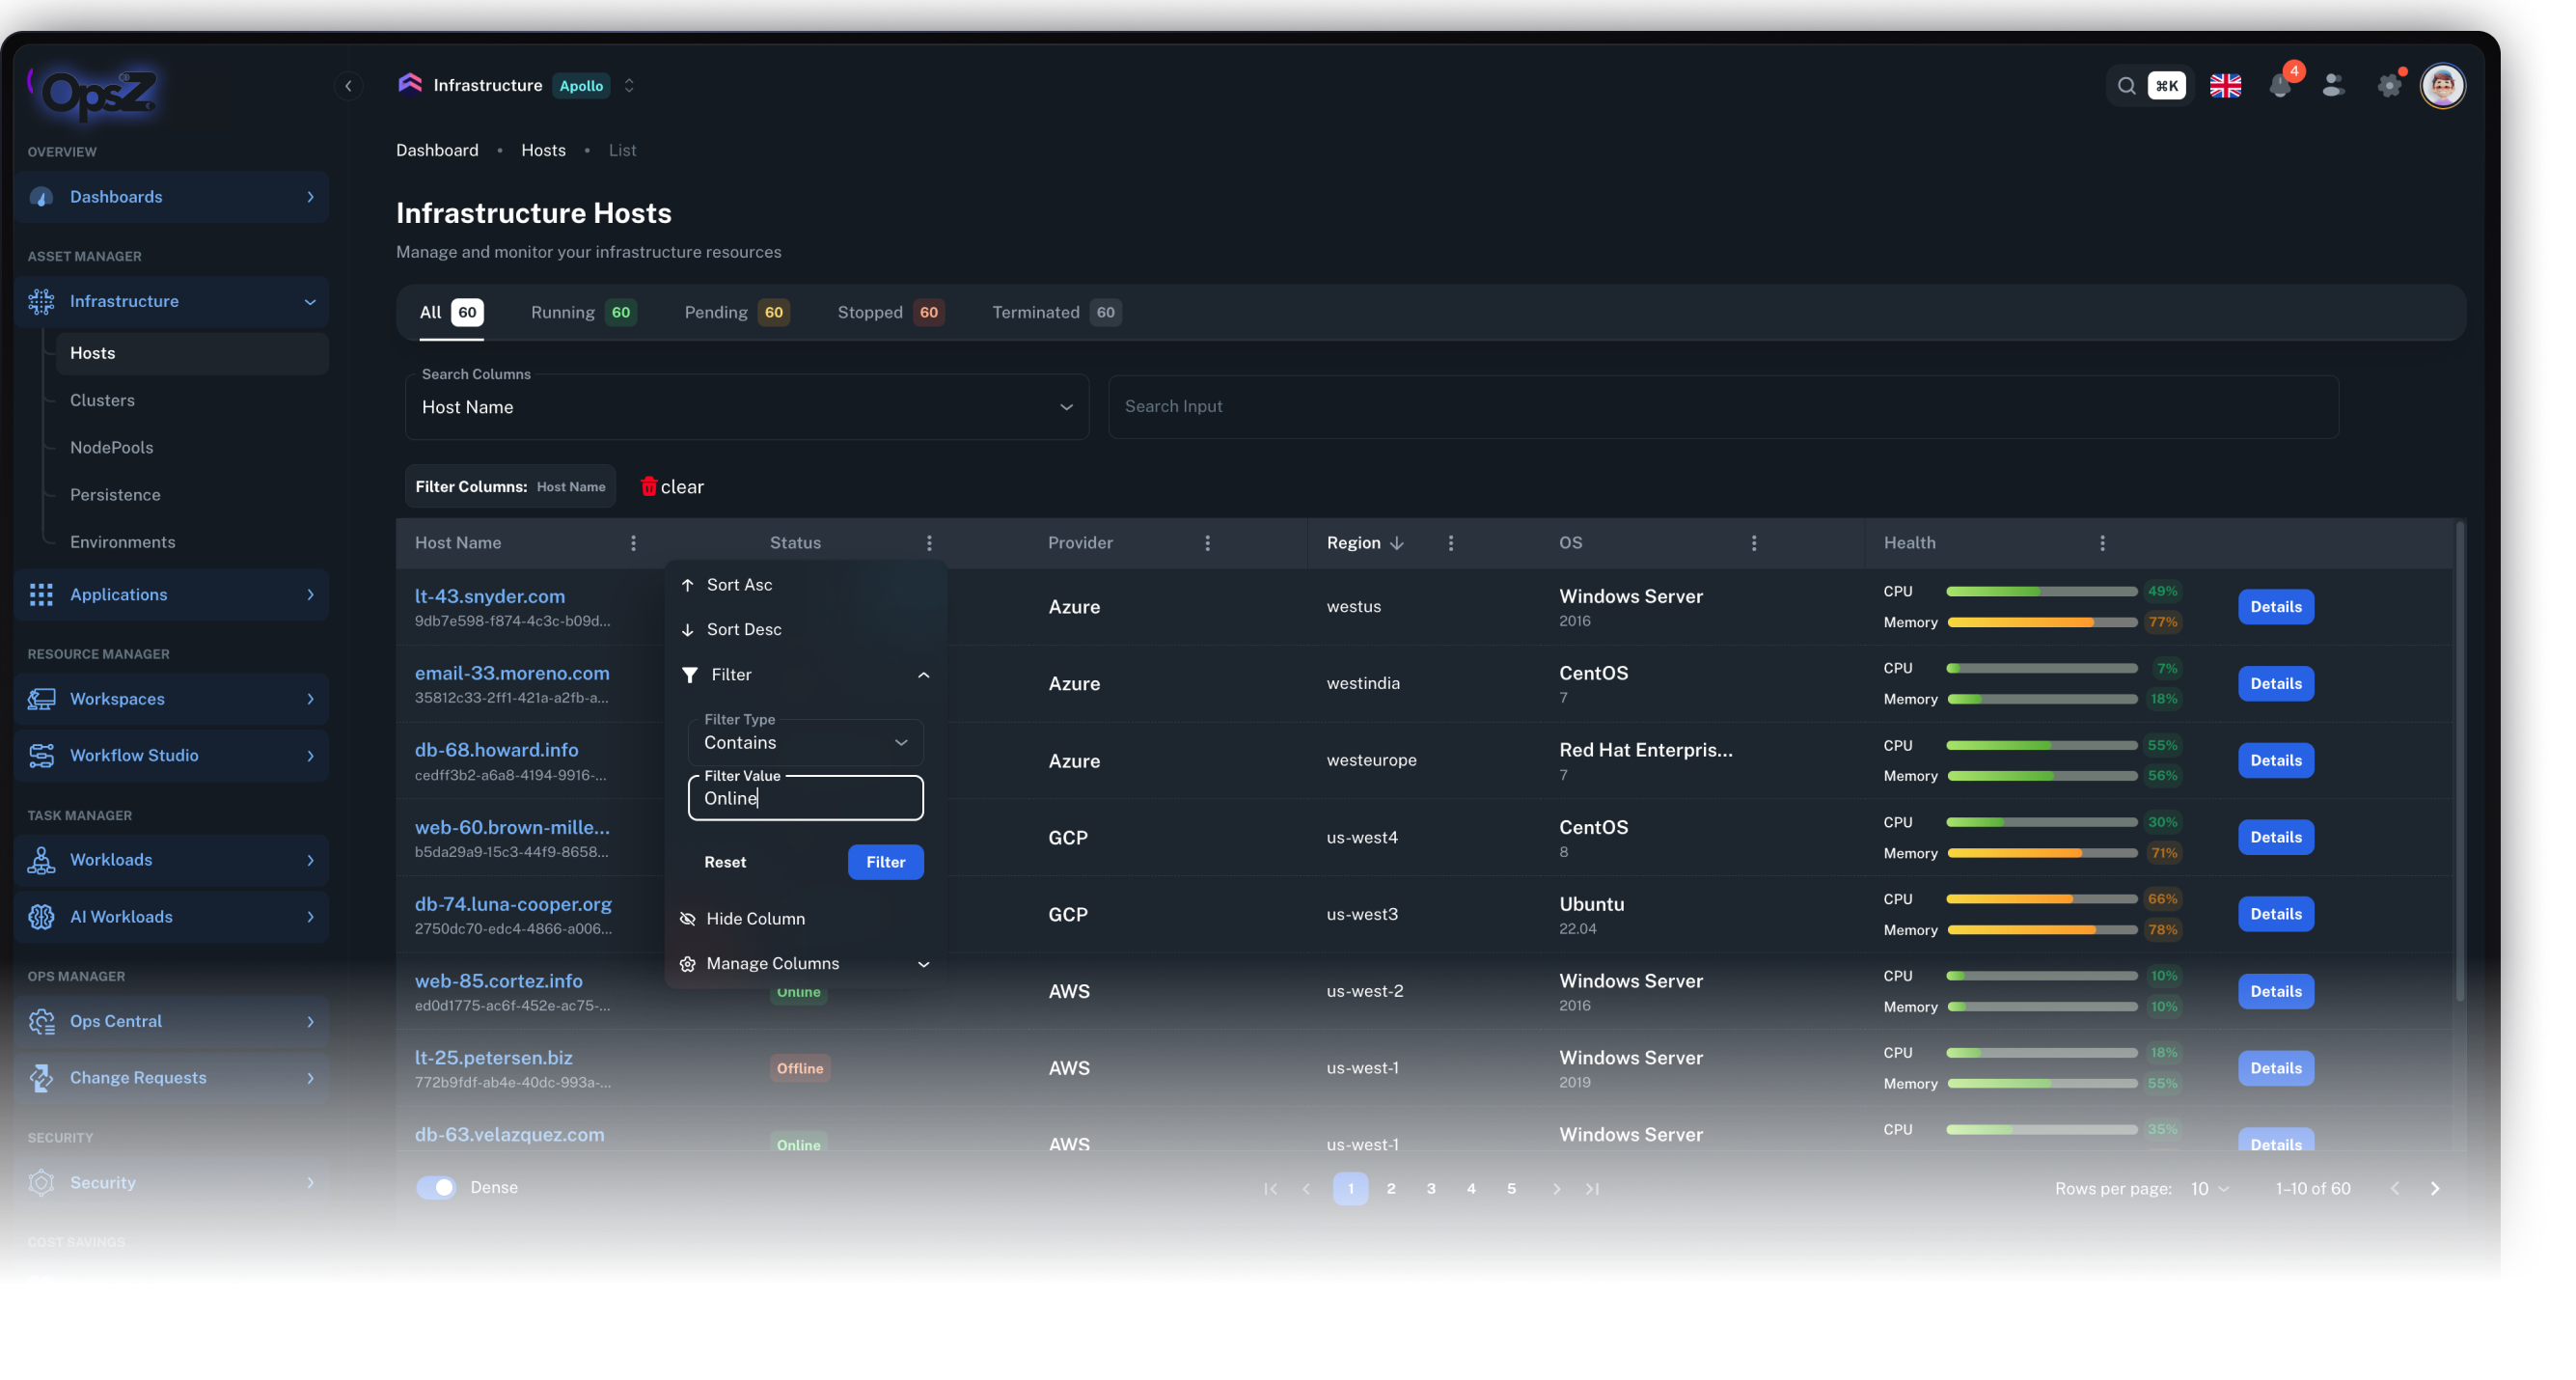 OpsZ
Infrastructure Apollo
⌘K
4
OVERVIEW
Dashboards
ASSET MANAGER
Infrastructure
Hosts
Clusters
NodePools
Persistence
Environments
Applications
RESOURCE MANAGER
Workspaces
Workflow Studio
TASK MANAGER
Workloads
AI Workloads
OPS MANAGER
Ops Central
Change Requests
SECURITY
Security
COST SAVINGS
Dashboard • Hosts • List
Infrastructure Hosts
Manage and monitor your infrastructure resources
All 60 Running 60 Pending 60 Stopped 60 Terminated 60
Search Columns
Host Name
Search Input
Filter Columns: Host Name clear
Host Name Status Provider Region OS Health
lt-43.snyder.com
9db7e598-f874-4c3c-b09d...
Azure westus
Windows Server
2016
CPU 49%
Memory 77%
Details
email-33.moreno.com
35812c33-2ff1-421a-a2fb-a...
Azure westindia
CentOS
7
CPU 7%
Memory 18%
Details
db-68.howard.info
cedff3b2-a6a8-4194-9916-...
Azure westeurope
Red Hat Enterpris...
7
CPU 55%
Memory 56%
Details
web-60.brown-mille...
b5da29a9-15c3-44f9-8658...
GCP us-west4
CentOS
8
CPU 30%
Memory 71%
Details
db-74.luna-cooper.org
2750dc70-edc4-4866-a006...
GCP us-west3
Ubuntu
22.04
CPU 66%
Memory 78%
Details
web-85.cortez.info
ed0d1775-ac6f-452e-ac75-...
Online AWS us-west-2
Windows Server
2016
CPU 10%
Memory 10%
Details
lt-25.petersen.biz
772b9fdf-ab4e-40dc-993a-...
Offline AWS us-west-1
Windows Server
2019
CPU 18%
Memory 55%
Details
db-63.velazquez.com
Online AWS us-west-1
Windows Server
CPU 35%
Details
Sort Asc
Sort Desc
Filter
Filter Type
Contains
Filter Value
Online
Reset Filter
Hide Column
Manage Columns
Dense
1 2 3 4 5
Rows per page: 10 1–10 of 60